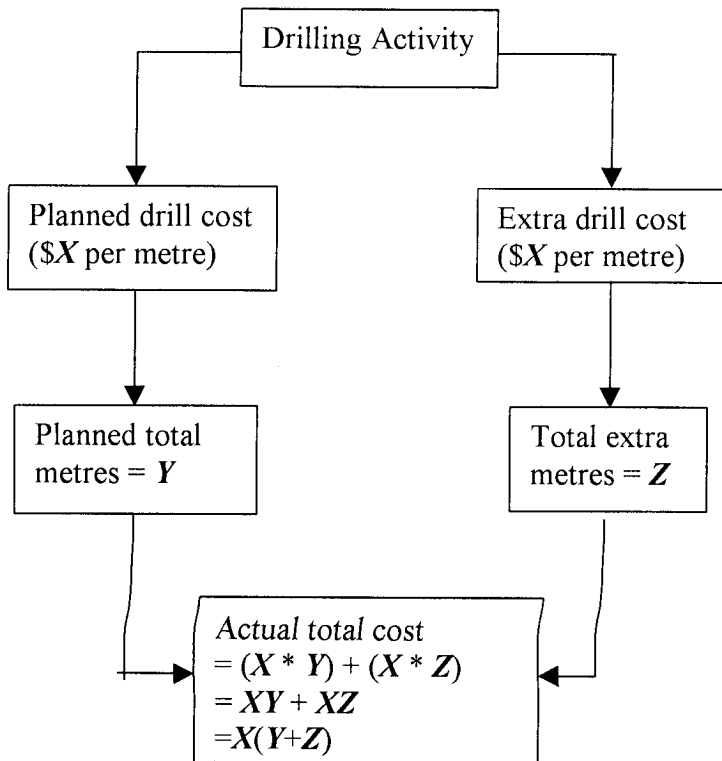 Drilling Activity
Planned drill cost
($X per metre)
Extra drill cost
($X per metre)
Planned total
metres = Y
Total extra
metres = Z
Actual total cost
= (X * Y) + (X * Z)
= XY + XZ
=X(Y+Z)